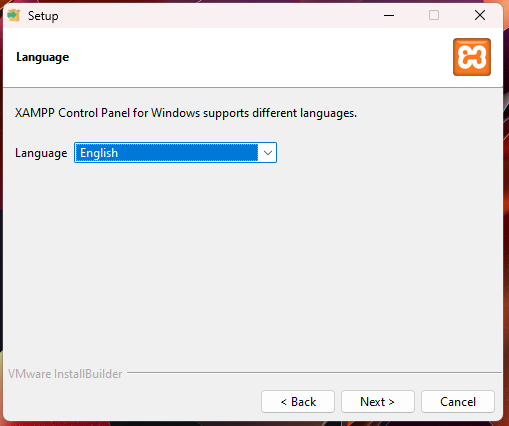 Setup
Language
XAMPP Control Panel for Windows supports different languages.
Language English
VMware InstallBuilder
< Back Next > Cancel